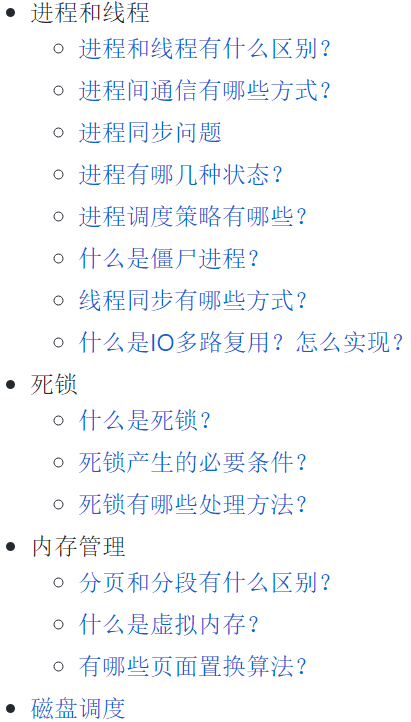 进程和线程
进程和线程有什么区别？
进程间通信有哪些方式？
进程同步问题
进程有哪几种状态？
进程调度策略有哪些？
什么是僵尸进程？
线程同步有哪些方式？
什么是IO多路复用？怎么实现？
死锁
什么是死锁？
死锁产生的必要条件？
死锁有哪些处理方法？
内存管理
分页和分段有什么区别？
什么是虚拟内存？
有哪些页面置换算法？
磁盘调度